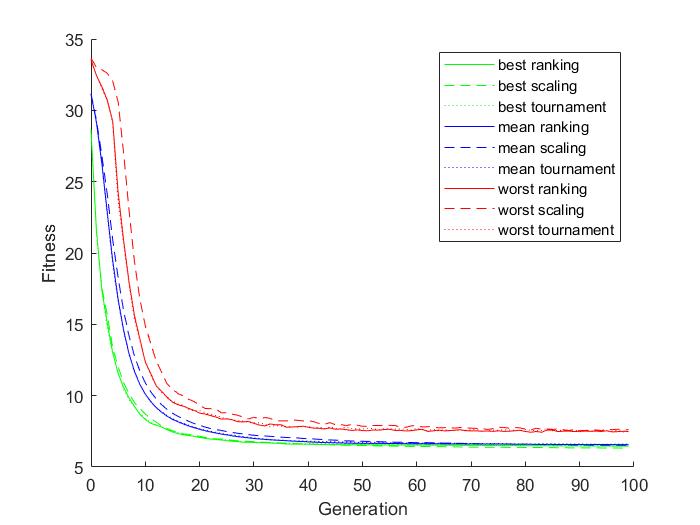 35
30
25
20
15
10
5
Fitness
0 10 20 30 40 50 60 70 80 90 100
Generation
best ranking
best scaling
best tournament
mean ranking
mean scaling
mean tournament
worst ranking
worst scaling
worst tournament